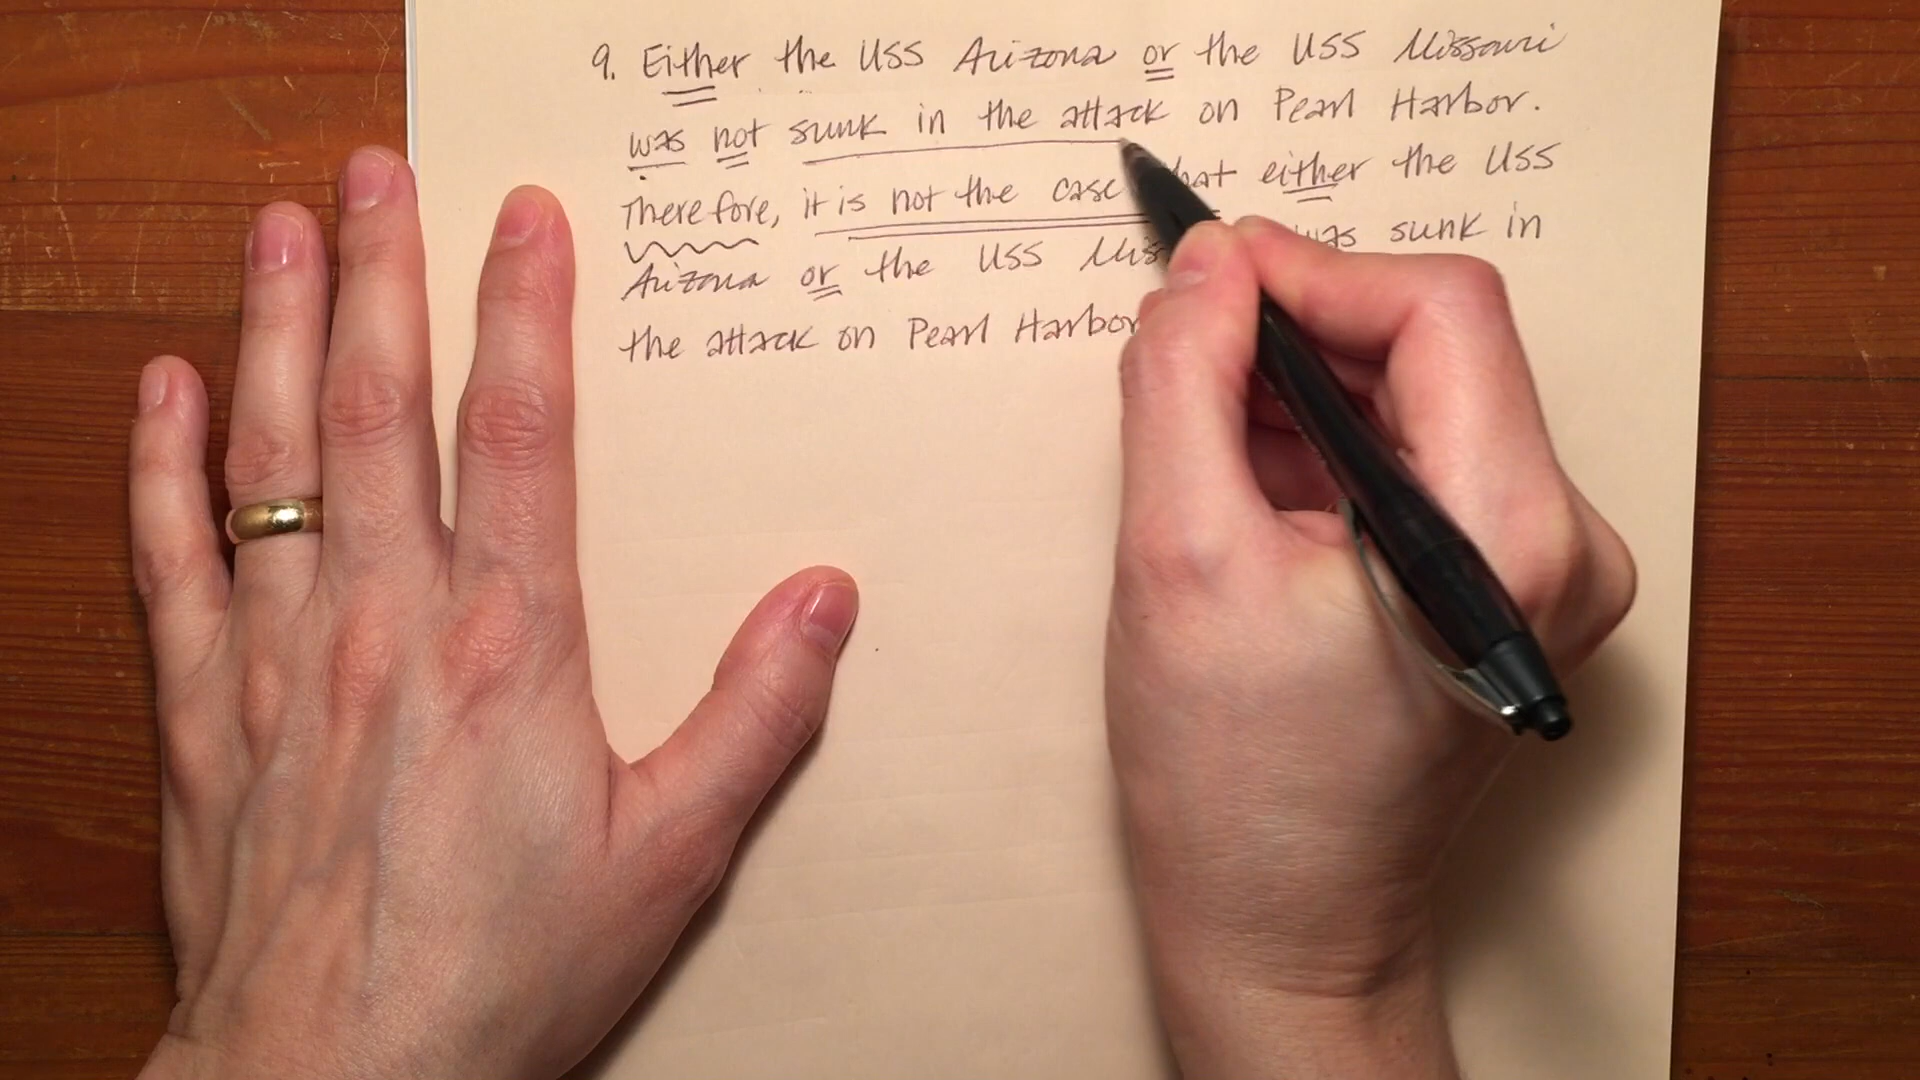 9. Either the USS Arizona or the USS Missouri
was not sunk in the attack on Pearl Harbor.
Therefore, it is not the case that either the USS
Arizona or the USS was sunk in
the attack on Pearl Harbor